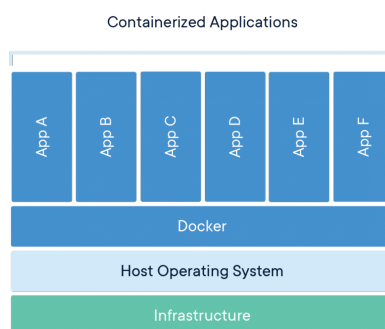 Containerized Applications
App A
App B
App C
App D
App E
App F
Docker
Host Operating System
Infrastructure